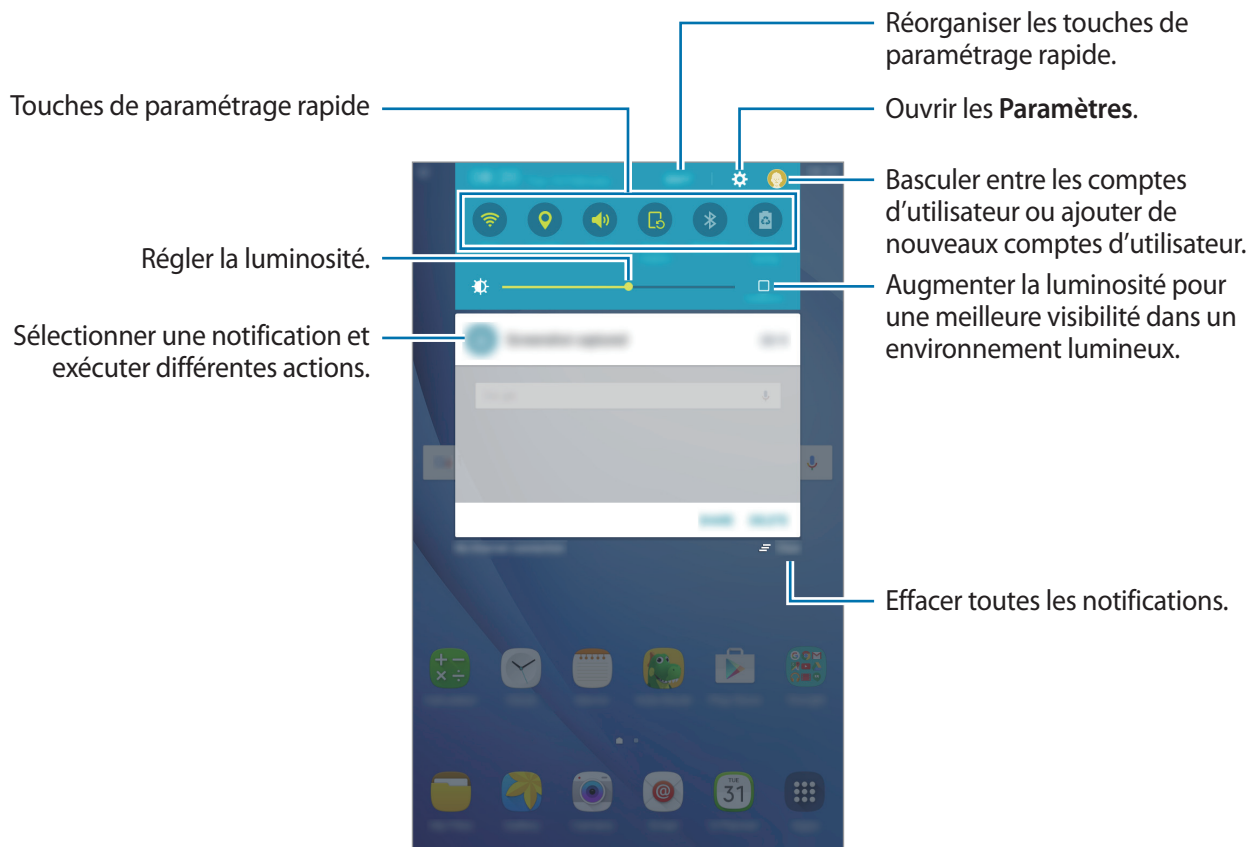 Réorganiser les touches de
paramétrage rapide.
Touches de paramétrage rapide
Ouvrir les Paramètres.
Basculer entre les comptes
d'utilisateur ou ajouter de
nouveaux comptes d'utilisateur.
Régler la luminosité.
Augmenter la luminosité pour
une meilleure visibilité dans un
environnement lumineux.
Sélectionner une notification et
exécuter différentes actions.
Effacer toutes les notifications.
TUE
31